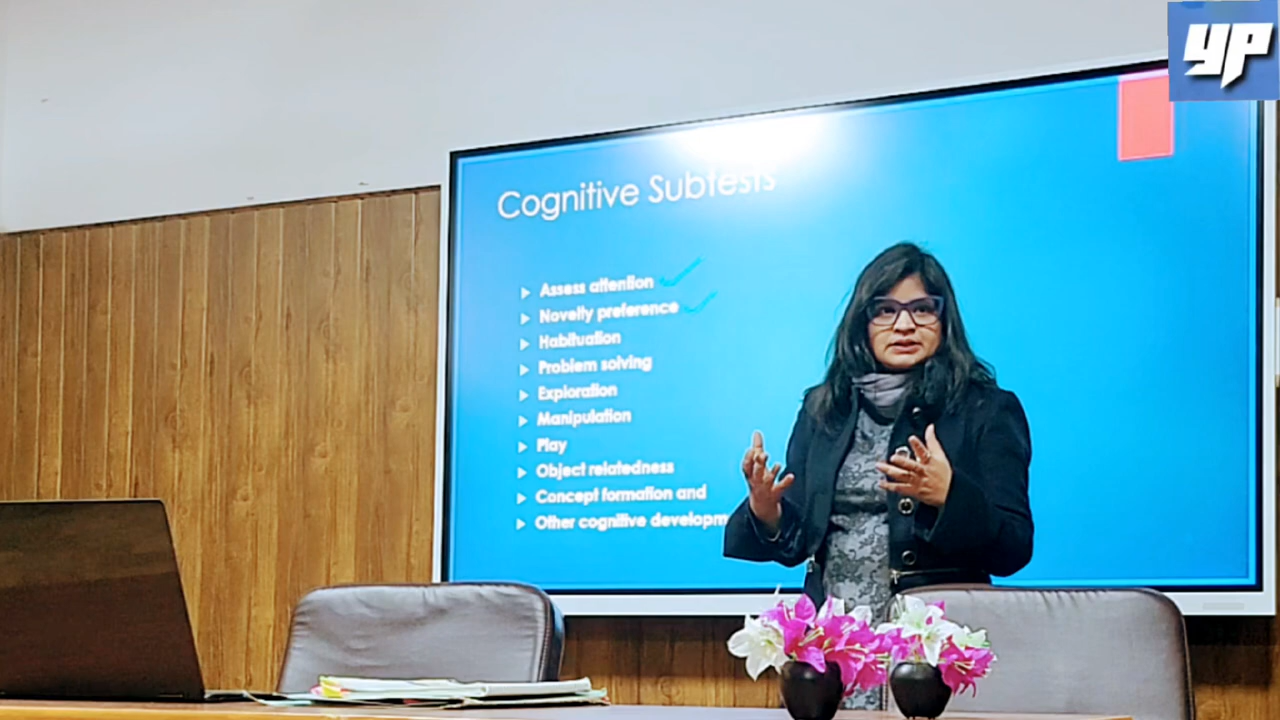 YP
Cognitive Subtests
Assess attention
Novelty preference
Habituation
Problem solving
Exploration
Manipulation
Play
Object relatedness
Concept formation and
Other cognitive